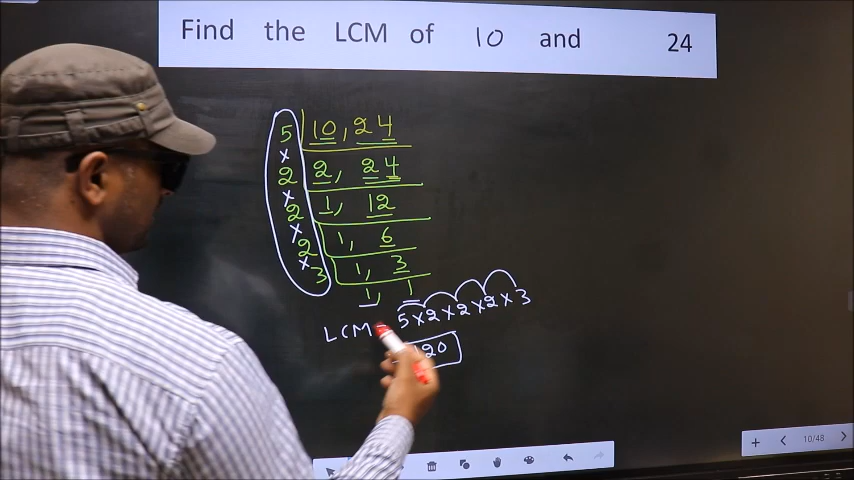 Find the LCM of 10 and 24
5 10, 24
×
2 2, 24
×
2 1, 12
×
2 1, 6
×
3 1, 3
1, 1
LCM = 5×2×2×2×3
120
10/48